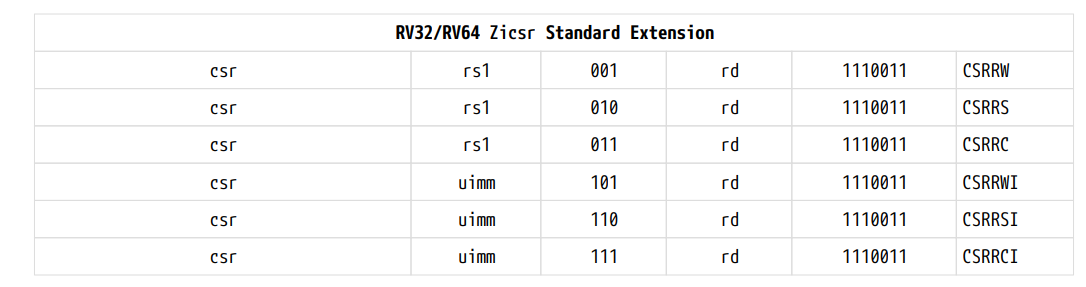 RV32/RV64 Zicsr Standard Extension
csr rs1 001 rd 1110011 CSRRW
csr rs1 010 rd 1110011 CSRRS
csr rs1 011 rd 1110011 CSRRC
csr uimm 101 rd 1110011 CSRRWI
csr uimm 110 rd 1110011 CSRRSI
csr uimm 111 rd 1110011 CSRRCI